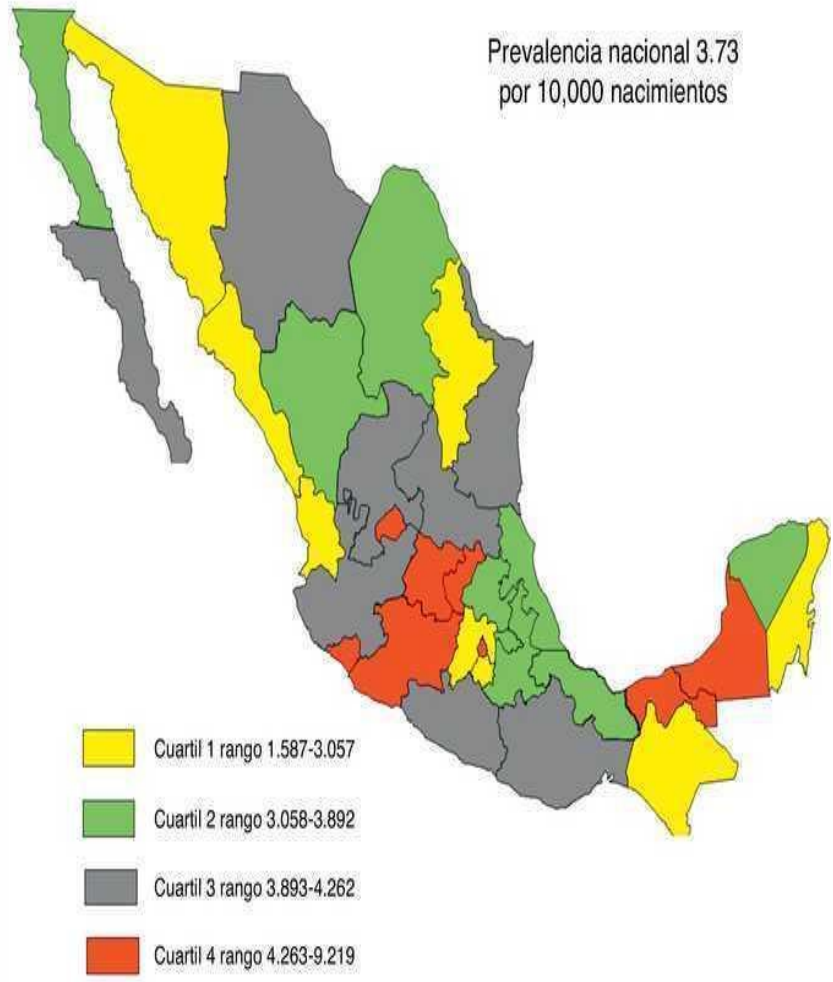 Prevalencia nacional 3.73
por 10,000 nacimientos
Cuartil 1 rango 1.587-3.057
Cuartil 2 rango 3.058-3.892
Cuartil 3 rango 3.893-4.262
Cuartil 4 rango 4.263-9.219